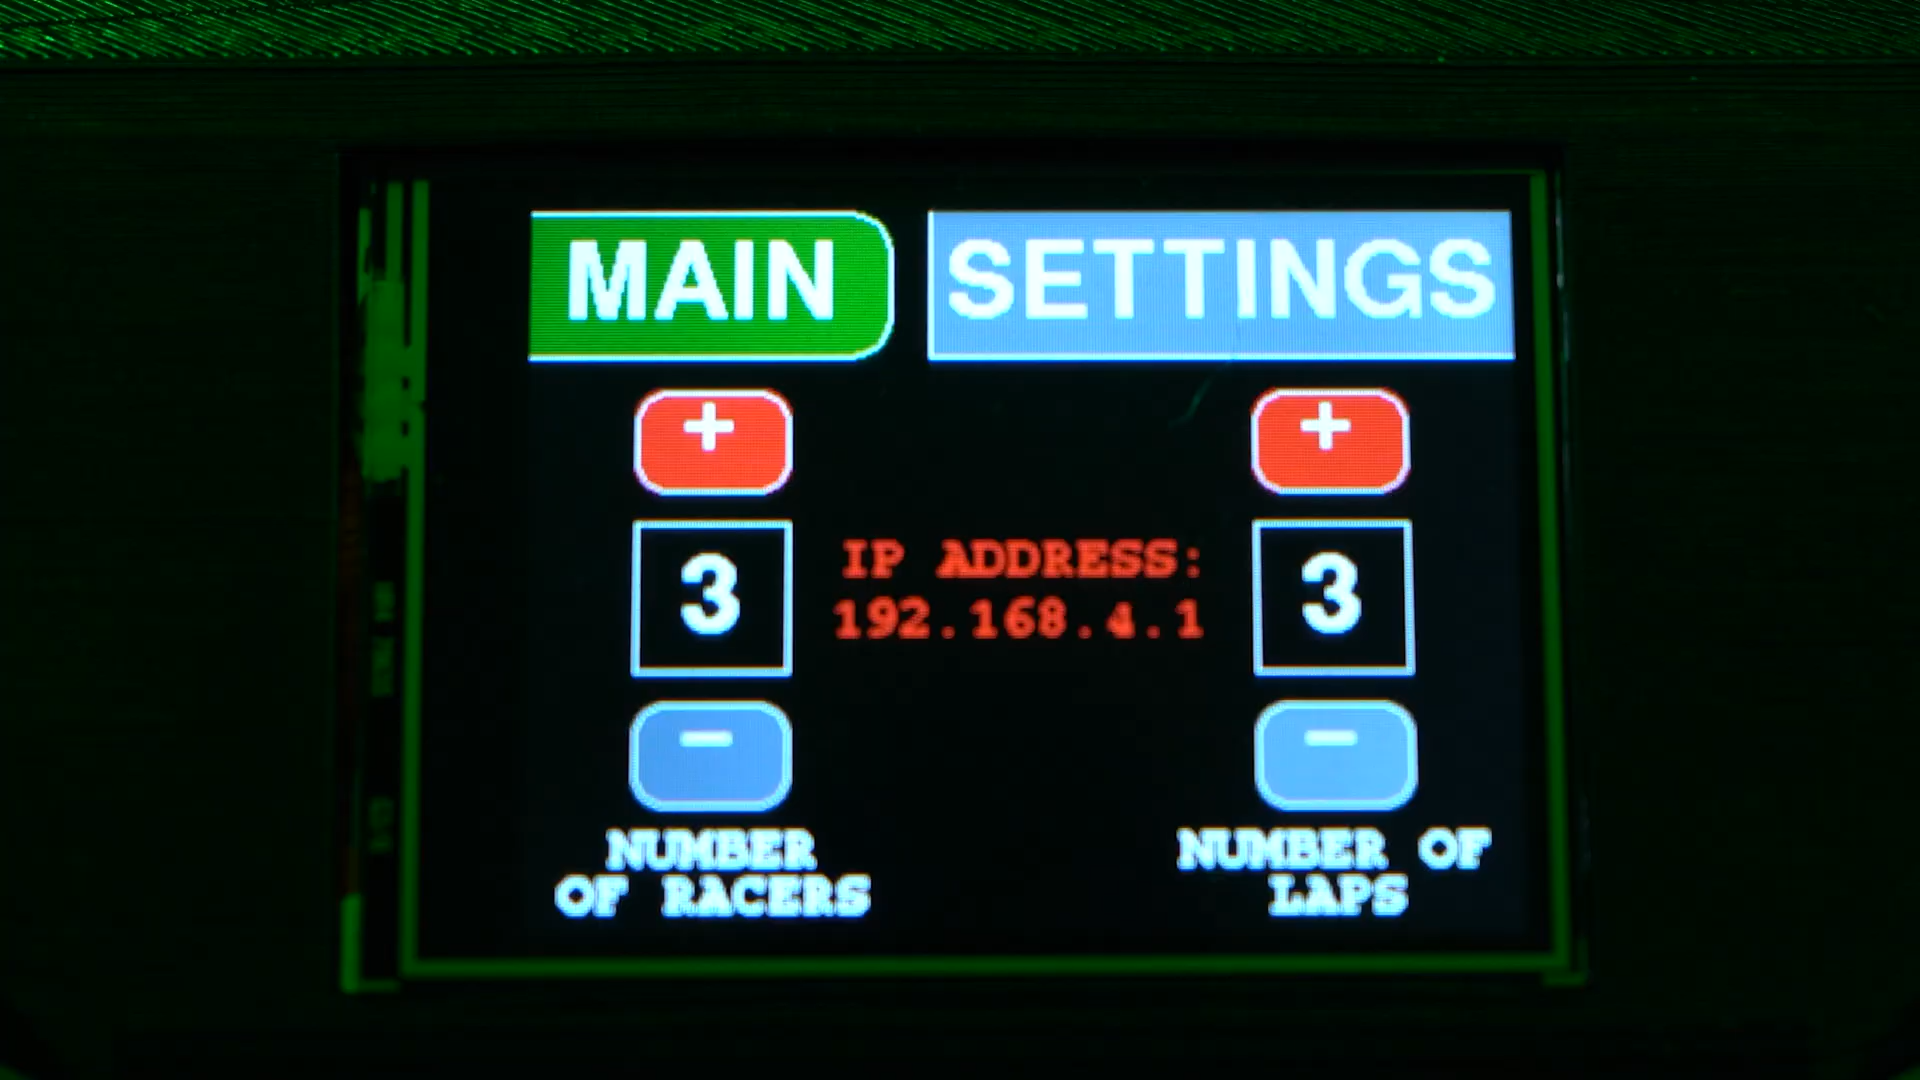 MAIN
SETTINGS
+
+
3
IP ADDRESS:
192.168.4.1
3
-
-
NUMBER
OF RACERS
NUMBER OF
LAPS